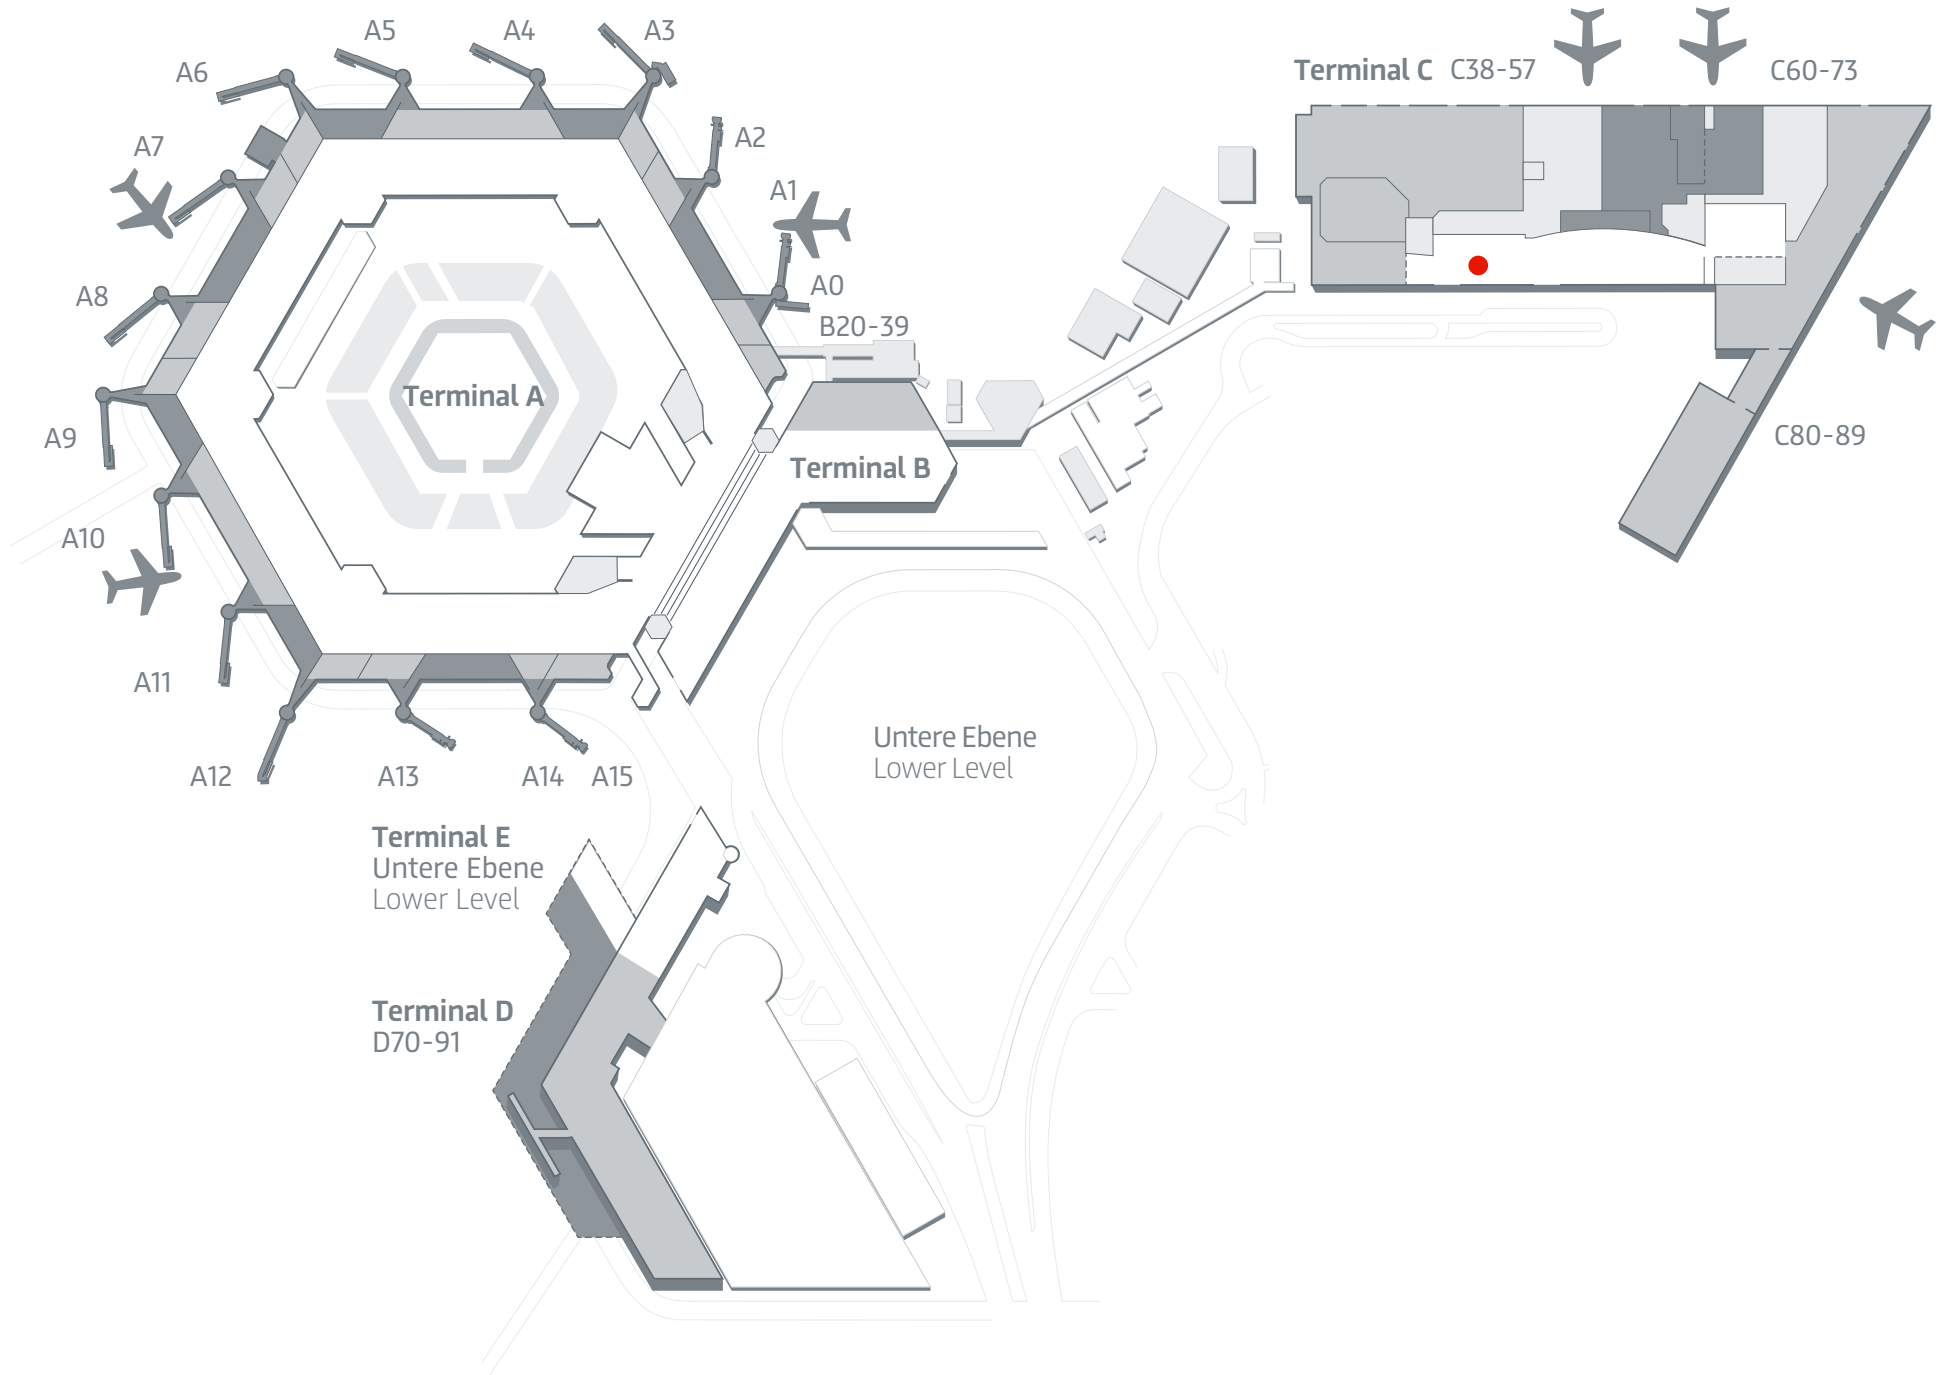 A5
A4
A3
A6
Terminal C C38-57
C60-73
A7
A2
A1
A8
A0
B20-39
Terminal A
A9
C80-89
Terminal B
A10
A11
Untere Ebene
Lower Level
A12
A13
A14
A15
Terminal E
Untere Ebene
Lower Level
Terminal D
D70-91